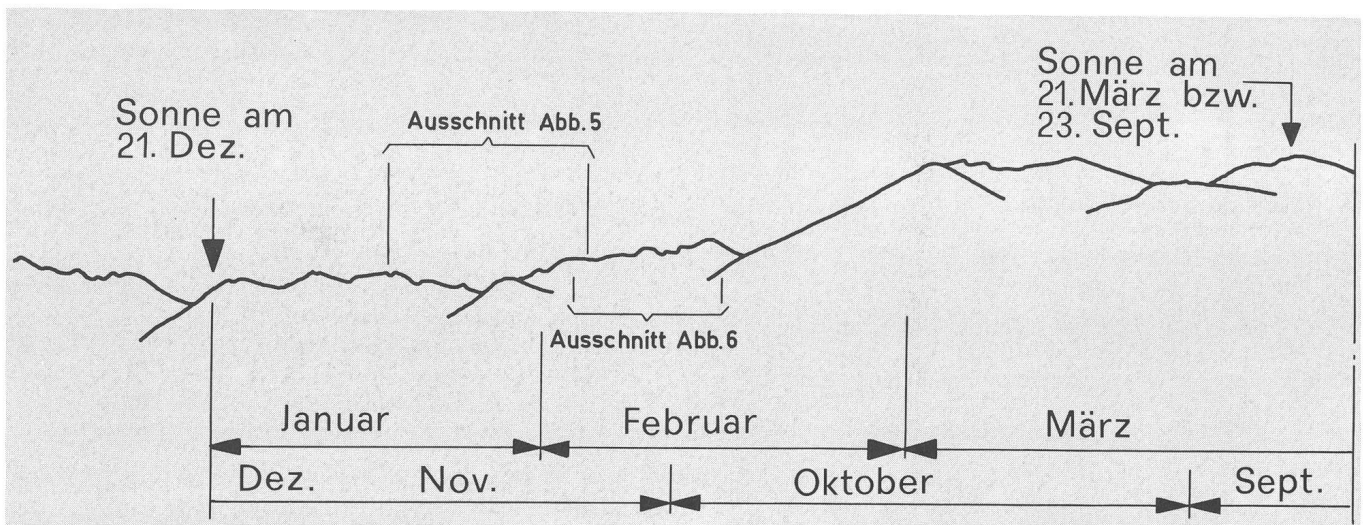 Sonne am
21. Dez.
Ausschnitt Abb.5
Sonne am
21. März bzw.
23. Sept.
Ausschnitt Abb.6
Januar
Februar
März
Dez.
Nov.
Oktober
Sept.